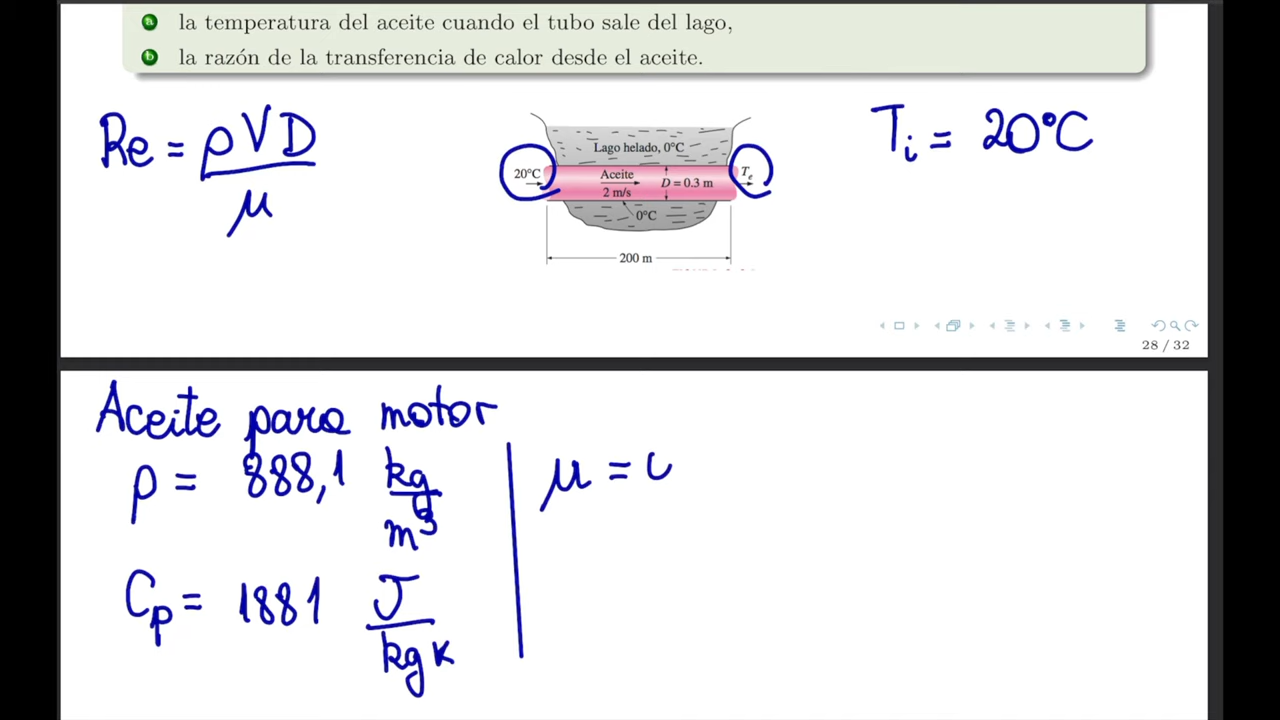 a la temperatura del aceite cuando el tubo sale del lago,
b la razón de la transferencia de calor desde el aceite.
Re = ρVD / μ
Lago helado, 0°C
20°C
Aceite
2 m/s
D = 0.3 m
Te
0°C
200 m
Ti = 20°C
28 / 32
Aceite para motor
ρ = 888,1 kg/m³
Cp = 1881 J/kg K
μ =